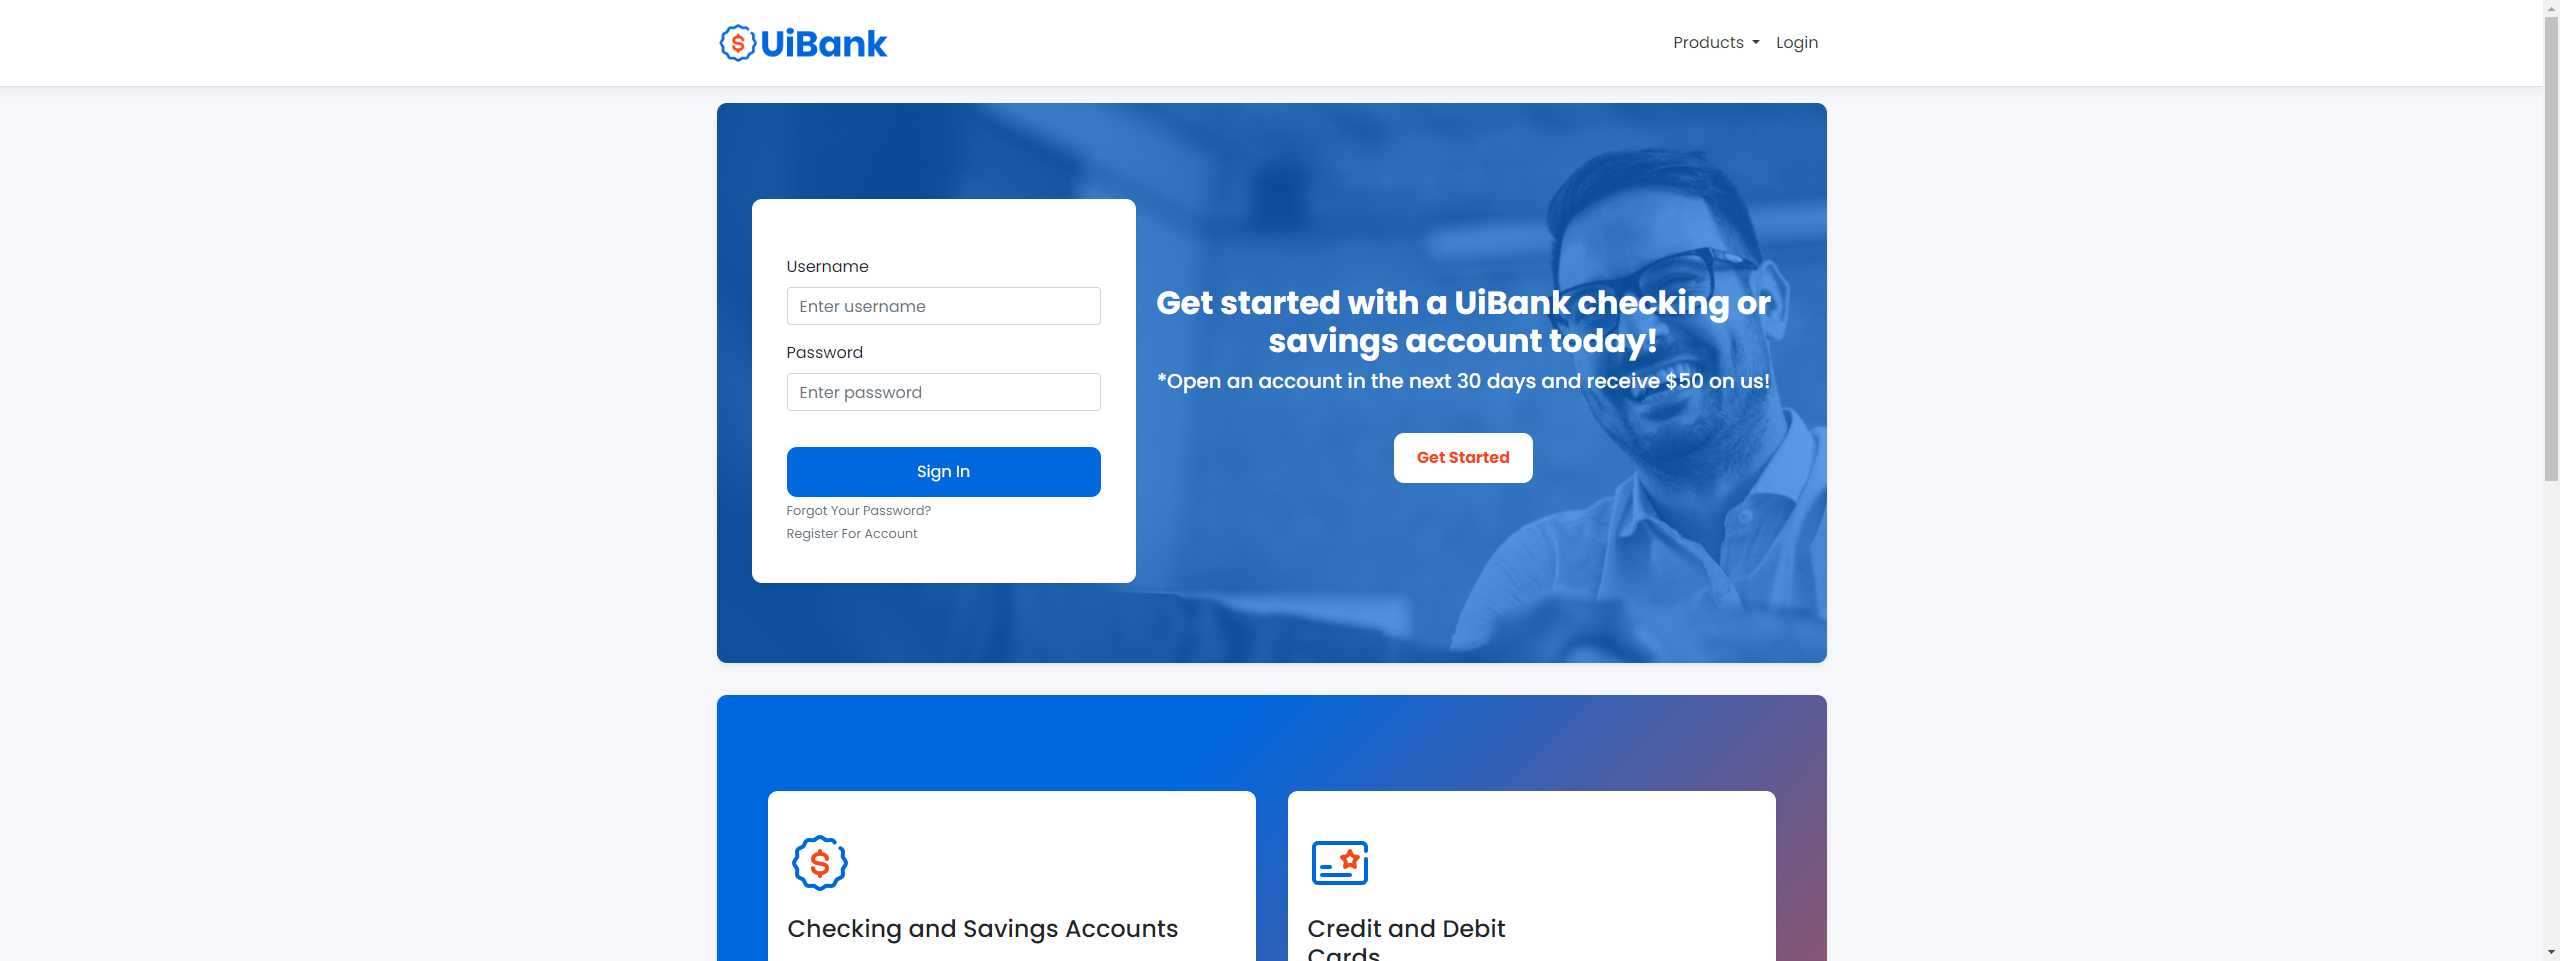 UiBank
Products
Login
Username
Enter username
Password
Enter password
Sign In
Forgot Your Password?
Register For Account
Get started with a UiBank checking or
savings account today!
*Open an account in the next 30 days and receive $50 on us!
Get Started
Checking and Savings Accounts
Credit and Debit
Cards